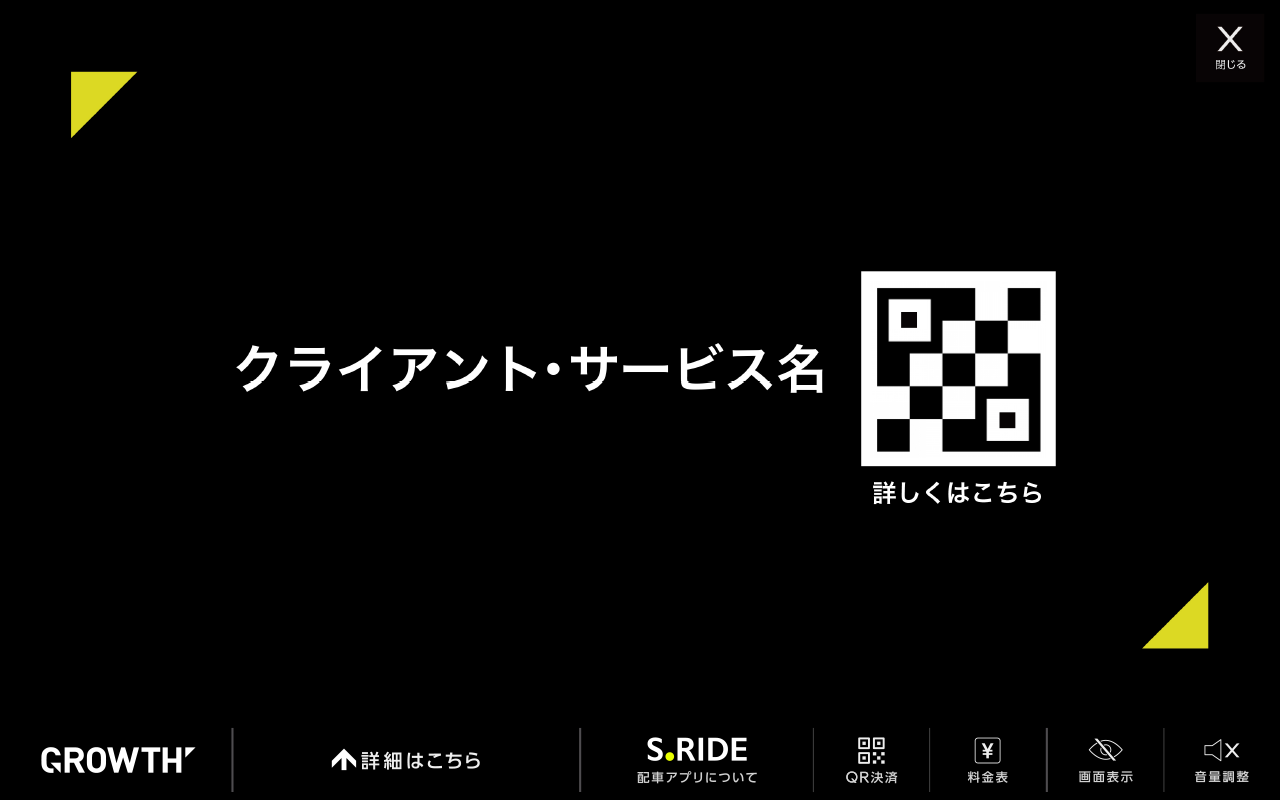 X
閉じる
クライアント・サービス名
詳しくはこちら
GROWTH
詳細はこちら
S.RIDE
配車アプリについて
QR決済
¥
料金表
画面表示
音量調整